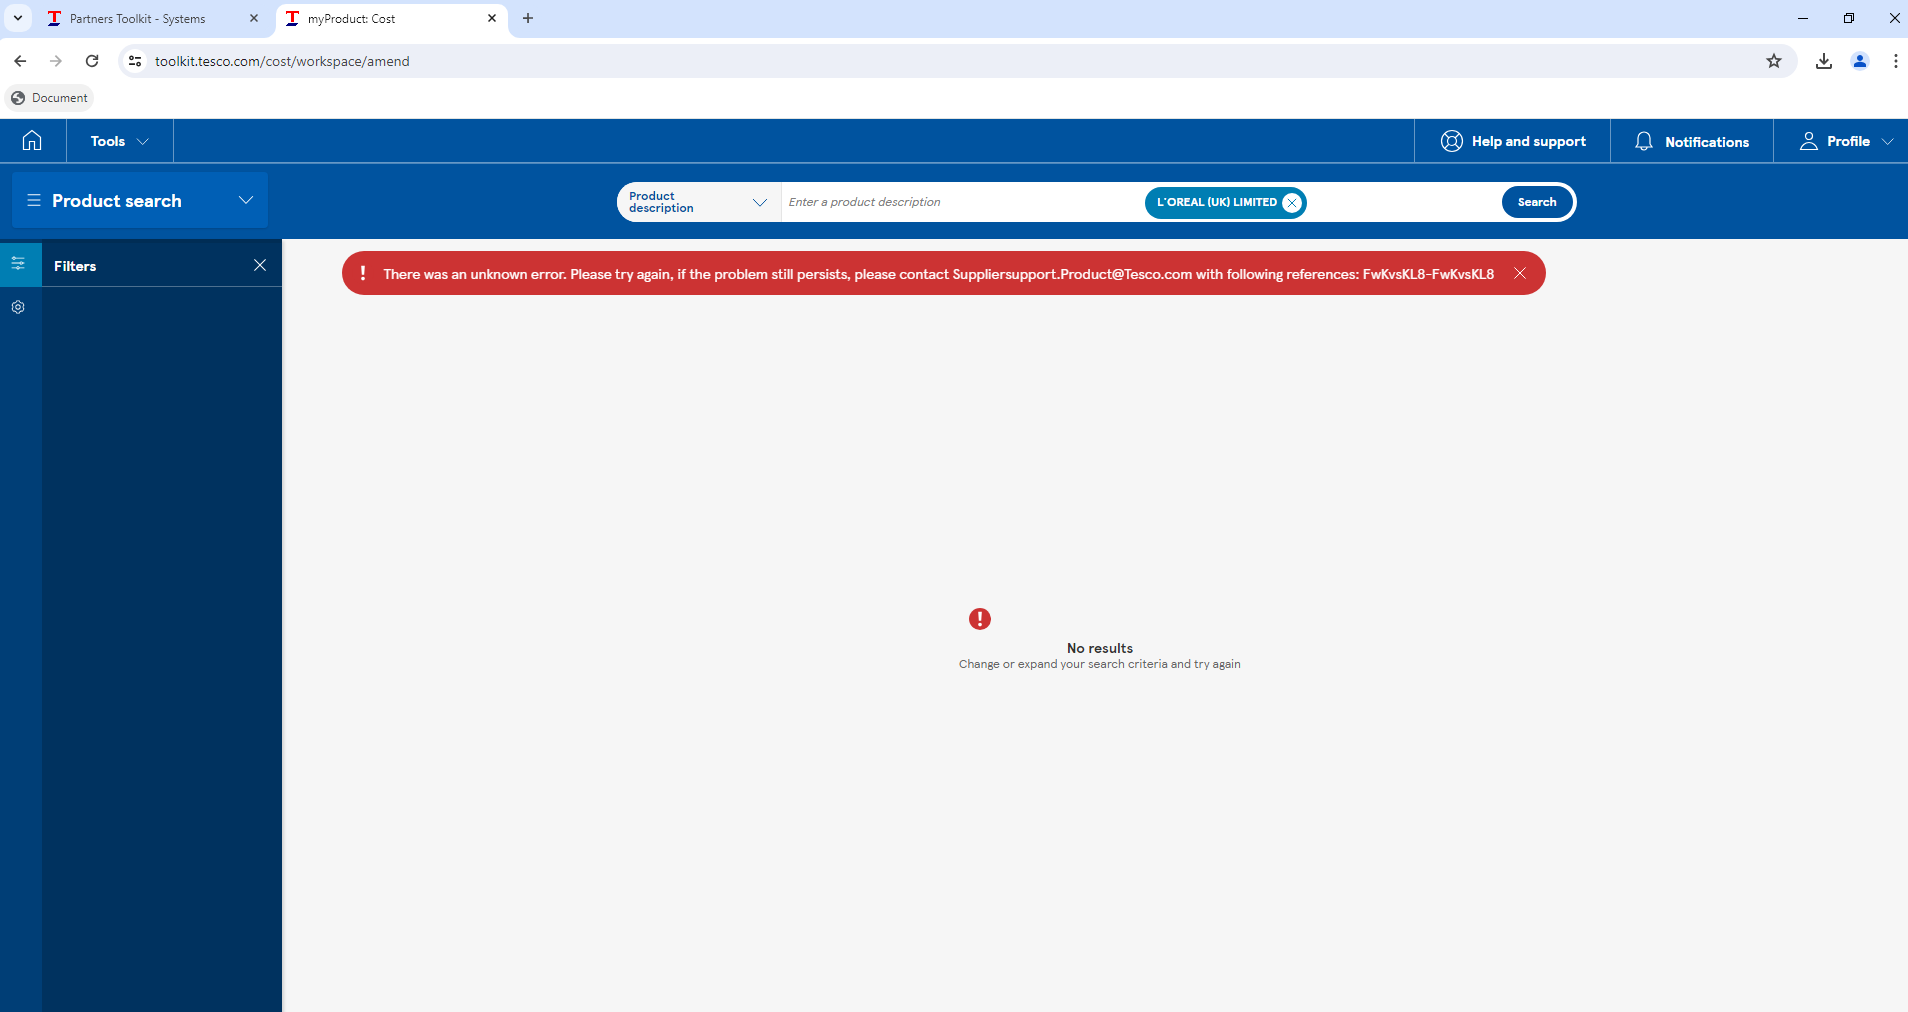 Partners Toolkit - Systems
myProduct: Cost
toolkit.tesco.com/cost/workspace/amend
Document
Tools
Help and support
Notifications
Profile
Product search
Product
description
Enter a product description
L'OREAL (UK) LIMITED
Search
Filters
There was an unknown error. Please try again, if the problem still persists, please contact Suppliersupport.Product@Tesco.com with following references: FwKvsKL8-FwKvsKL8
No results
Change or expand your search criteria and try again